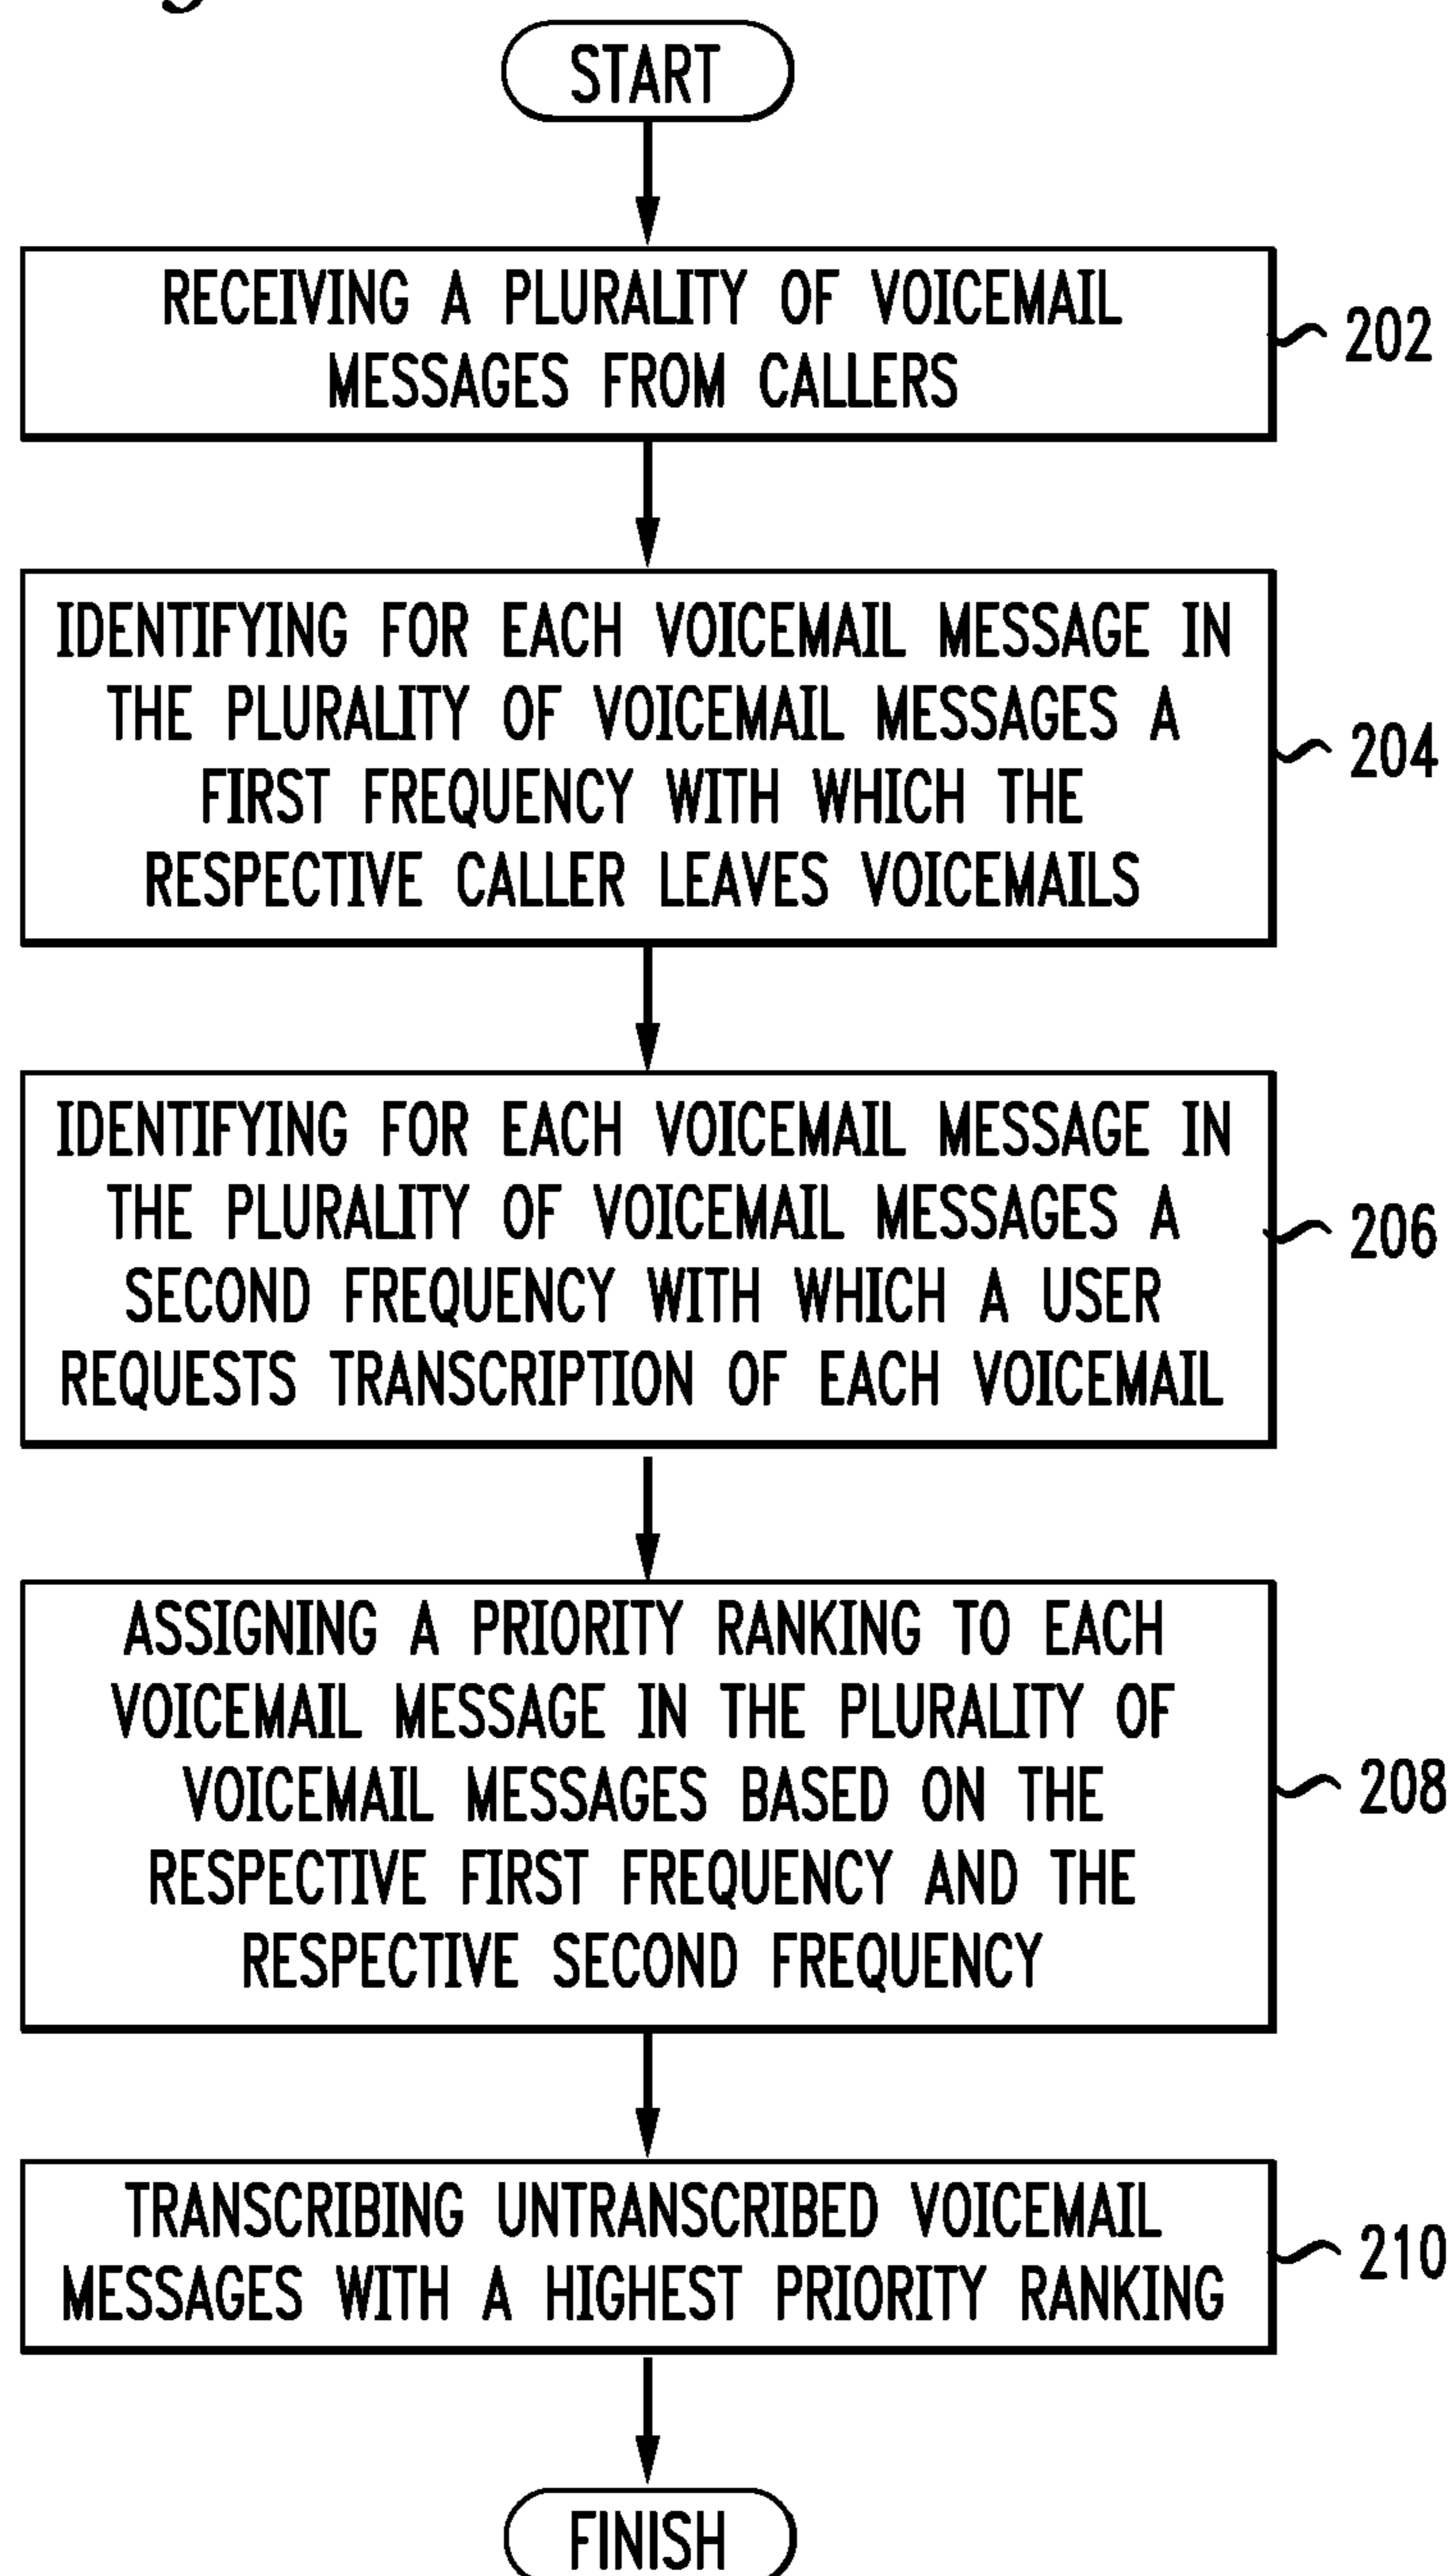 START
RECEIVING A PLURALITY OF VOICEMAIL
MESSAGES FROM CALLERS
202
IDENTIFYING FOR EACH VOICEMAIL MESSAGE IN
THE PLURALITY OF VOICEMAIL MESSAGES A
FIRST FREQUENCY WITH WHICH THE
RESPECTIVE CALLER LEAVES VOICEMAILS
204
IDENTIFYING FOR EACH VOICEMAIL MESSAGE IN
THE PLURALITY OF VOICEMAIL MESSAGES A
SECOND FREQUENCY WITH WHICH A USER
REQUESTS TRANSCRIPTION OF EACH VOICEMAIL
206
ASSIGNING A PRIORITY RANKING TO EACH
VOICEMAIL MESSAGE IN THE PLURALITY OF
VOICEMAIL MESSAGES BASED ON THE
RESPECTIVE FIRST FREQUENCY AND THE
RESPECTIVE SECOND FREQUENCY
208
TRANSCRIBING UNTRANSCRIBED VOICEMAIL
MESSAGES WITH A HIGHEST PRIORITY RANKING
210
FINISH